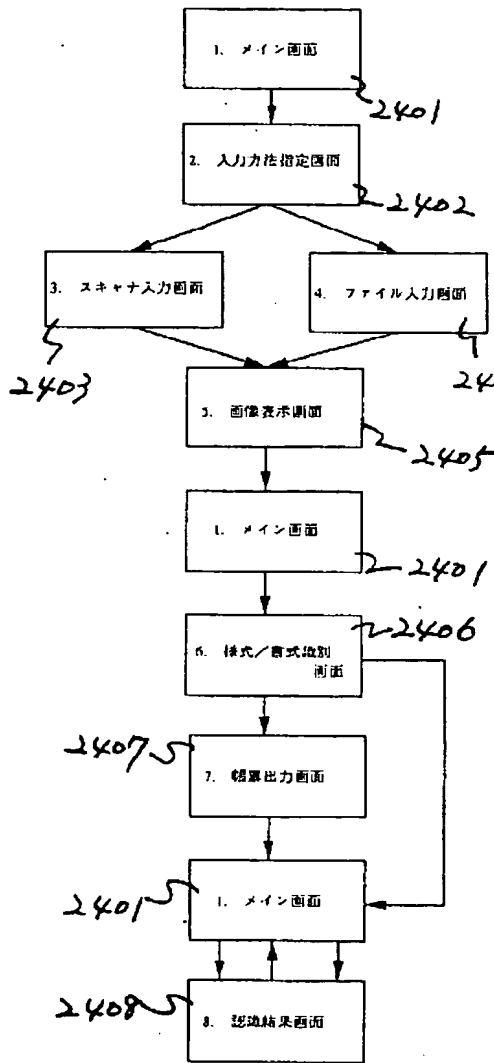 1. メイン画面
2401
2. 入力方法指定画面
2402
3. スキャナ入力画面
4. ファイル入力画面
2403
24
5. 画像表示画面
2405
1. メイン画面
2401
2406
6. 様式/書式識別
画面
2407
7. 帳票出力画面
2401
1. メイン画面
2408
8. 認識結果画面